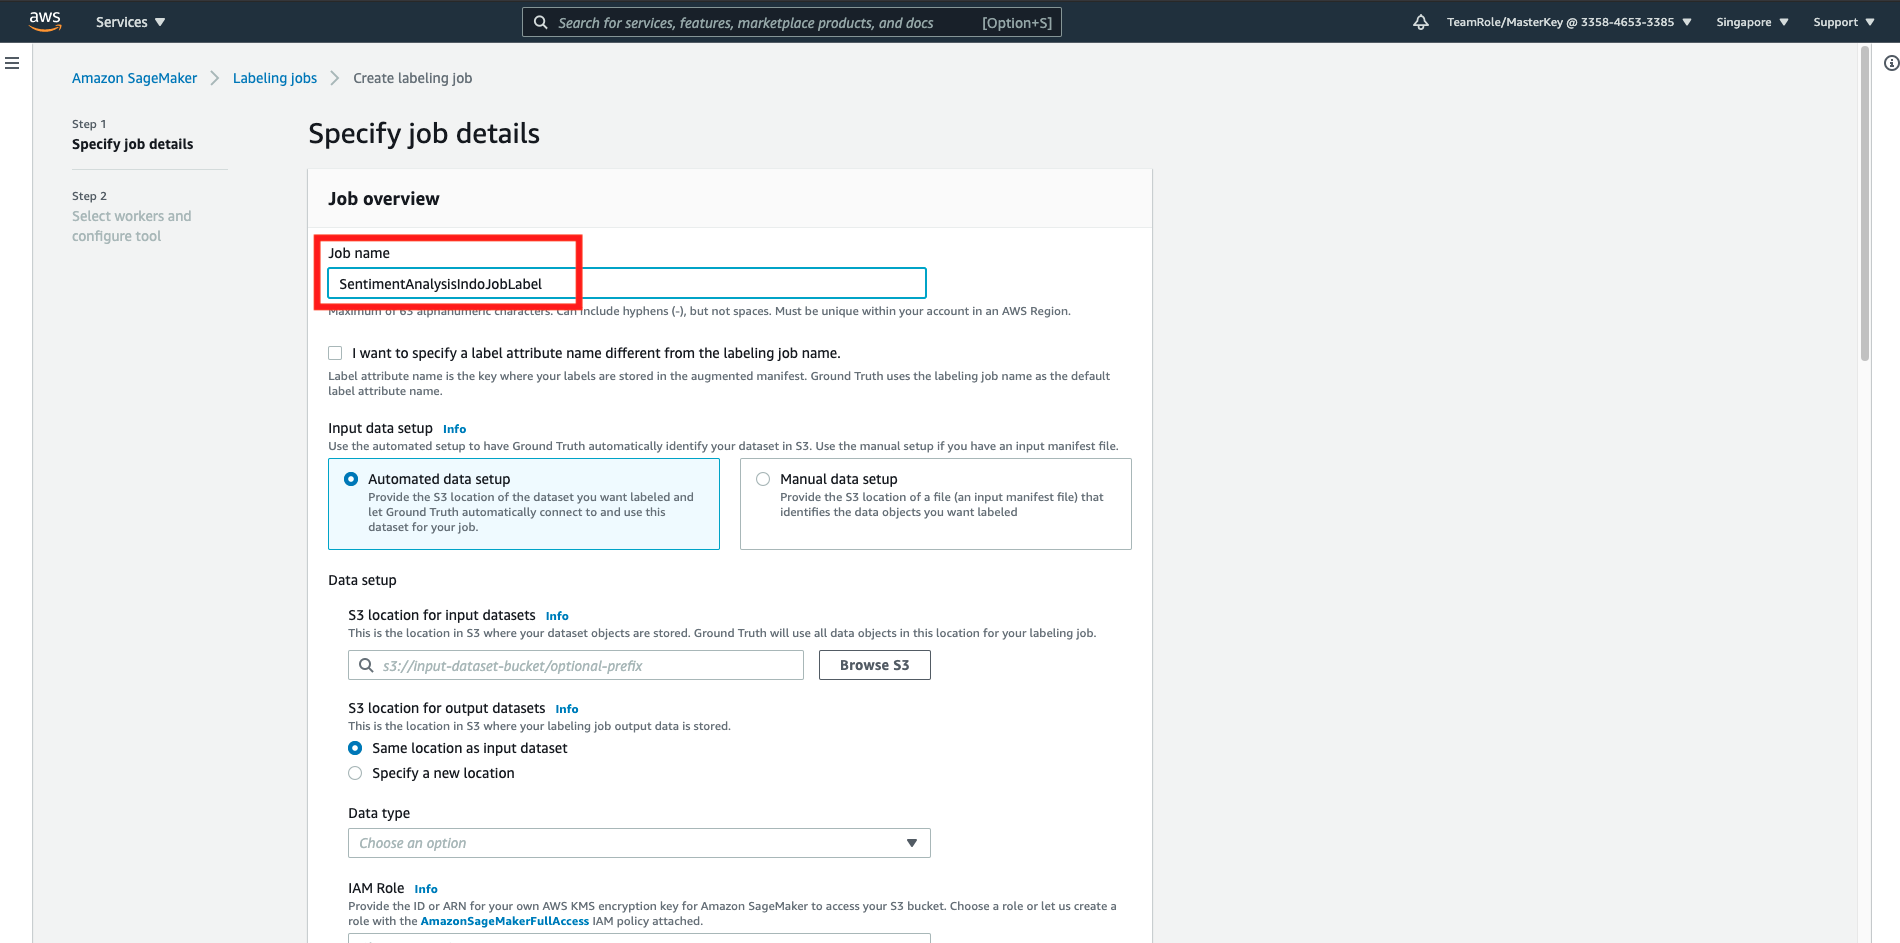 aws
Services
Search for services, features, marketplace products, and docs [Option+S]
TeamRole/MasterKey @ 3358-4653-3385
Singapore
Support
Amazon SageMaker
Labeling jobs
Create labeling job
Step 1
Specify job details
Step 2
Select workers and
configure tool
Specify job details
Job overview
Job name
SentimentAnalysisIndoJobLabel
Maximum of 63 alphanumeric characters. Can include hyphens (-), but not spaces. Must be unique within your account in an AWS Region.
I want to specify a label attribute name different from the labeling job name.
Label attribute name is the key where your labels are stored in the augmented manifest. Ground Truth uses the labeling job name as the default
label attribute name.
Input data setup Info
Use the automated setup to have Ground Truth automatically identify your dataset in S3. Use the manual setup if you have an input manifest file.
Automated data setup
Provide the S3 location of the dataset you want labeled and
let Ground Truth automatically connect to and use this
dataset for your job.
Manual data setup
Provide the S3 location of a file (an input manifest file) that
identifies the data objects you want labeled
Data setup
S3 location for input datasets Info
This is the location in S3 where your dataset objects are stored. Ground Truth will use all data objects in this location for your labeling job.
s3://input-dataset-bucket/optional-prefix
Browse S3
S3 location for output datasets Info
This is the location in S3 where your labeling job output data is stored.
Same location as input dataset
Specify a new location
Data type
Choose an option
IAM Role Info
Provide the ID or ARN for your own AWS KMS encryption key for Amazon SageMaker to access your S3 bucket. Choose a role or let us create a
role with the AmazonSageMakerFullAccess IAM policy attached.